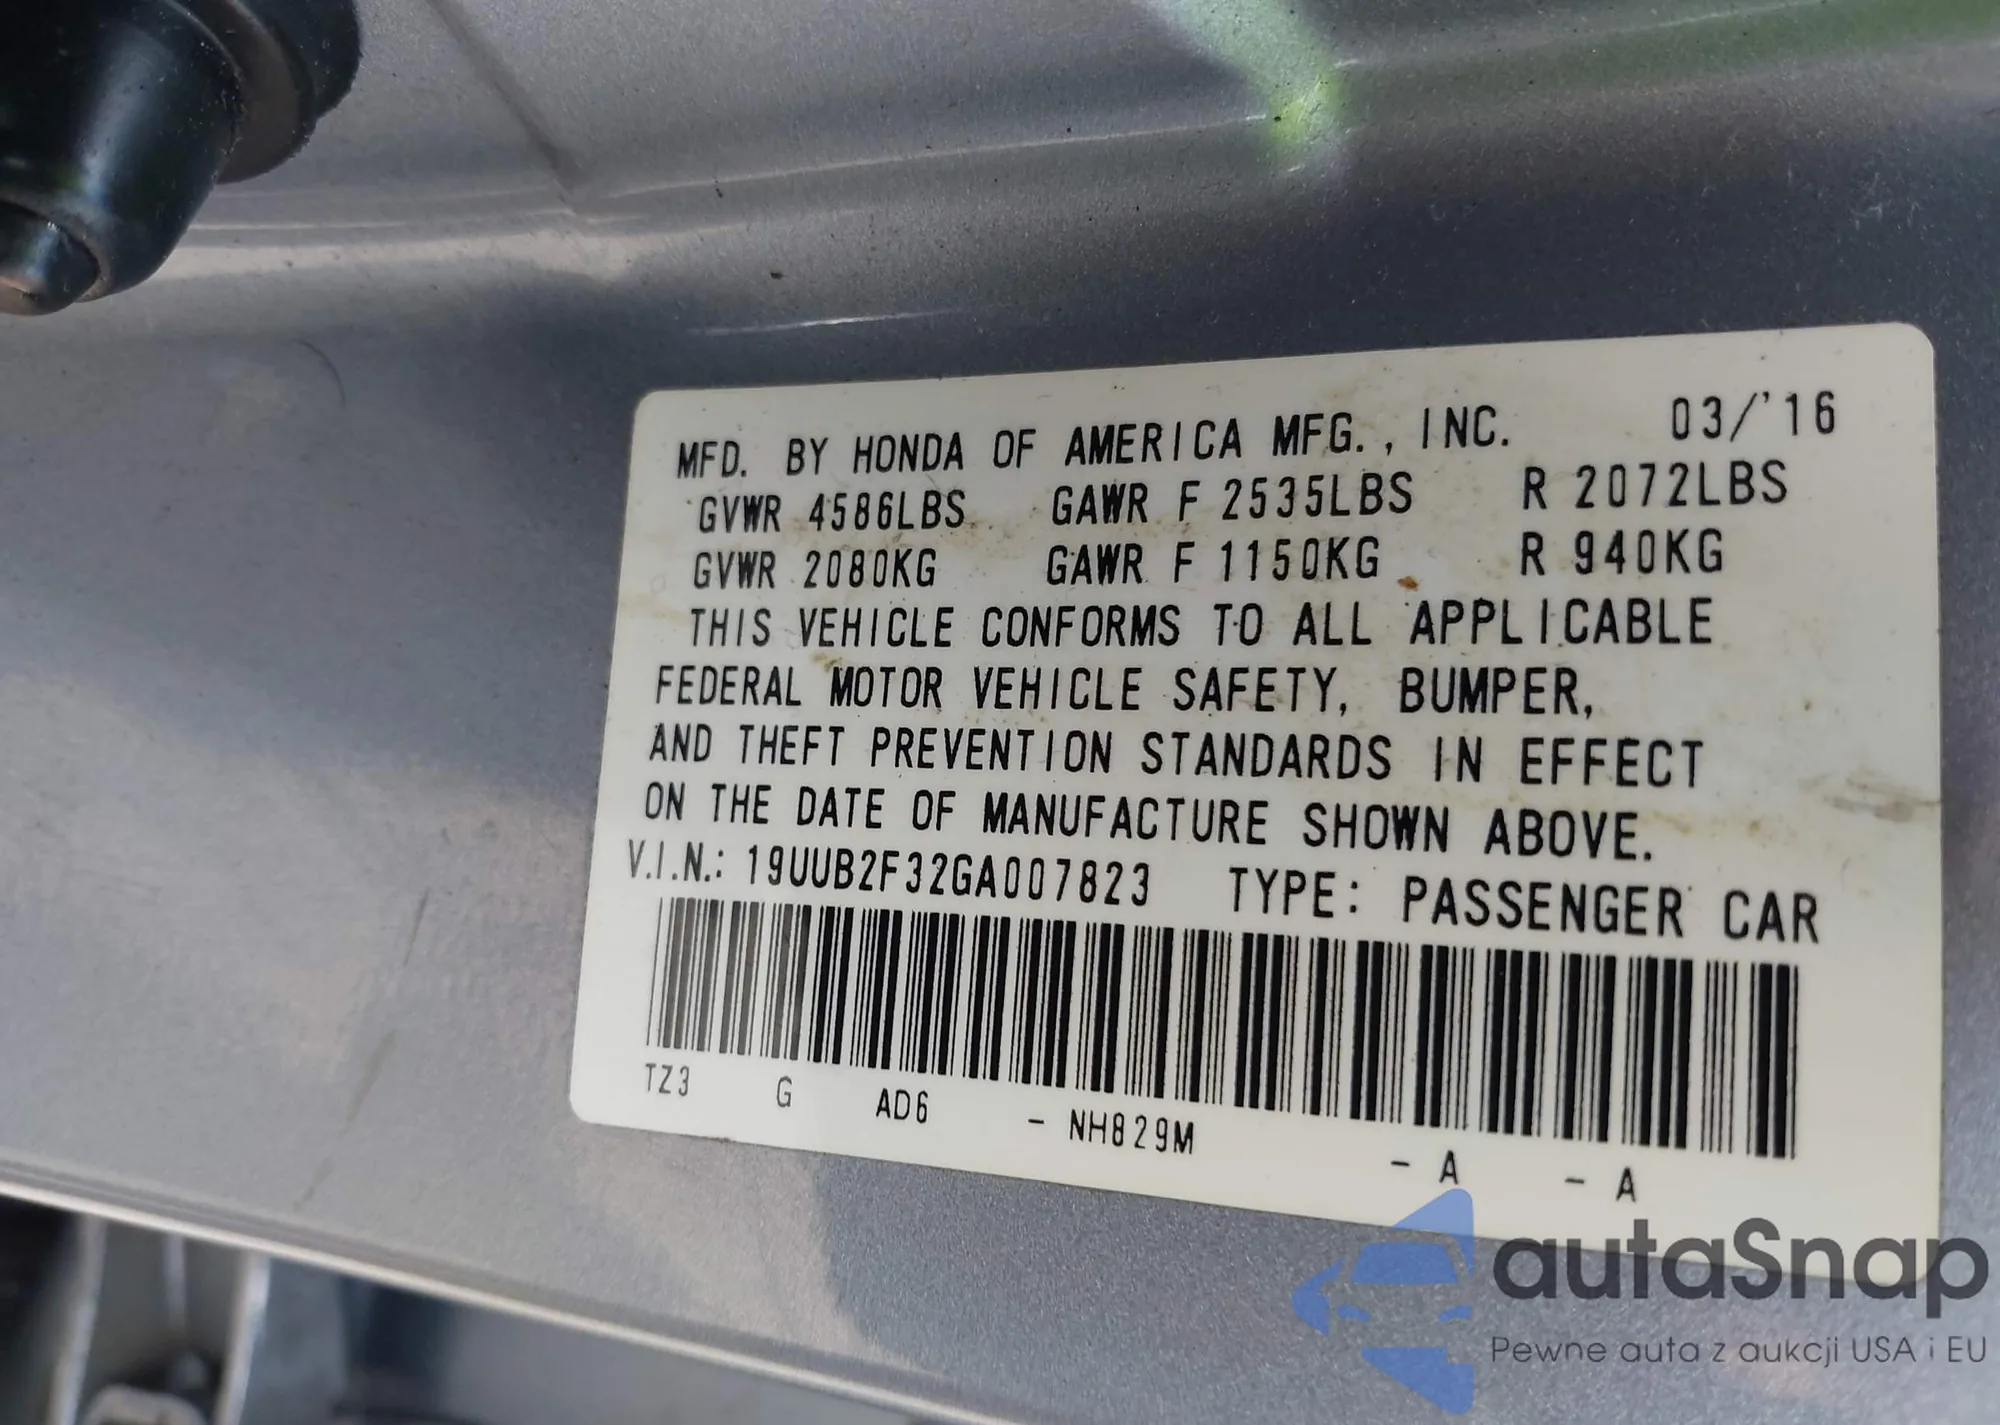 MFD. BY HONDA OF AMERICA MFG., INC. 03/'16
GVWR 4586LBS GAWR F 2535LBS R 2072LBS
GVWR 2080KG GAWR F 1150KG R 940KG
THIS VEHICLE CONFORMS TO ALL APPLICABLE
FEDERAL MOTOR VEHICLE SAFETY, BUMPER,
AND THEFT PREVENTION STANDARDS IN EFFECT
ON THE DATE OF MANUFACTURE SHOWN ABOVE.
V.I.N.: 19UUB2F32GA007823 TYPE: PASSENGER CAR
TZ3 G AD6 - NH829M - A - A
autaSnap
Pewne auta z aukcji USA i EU